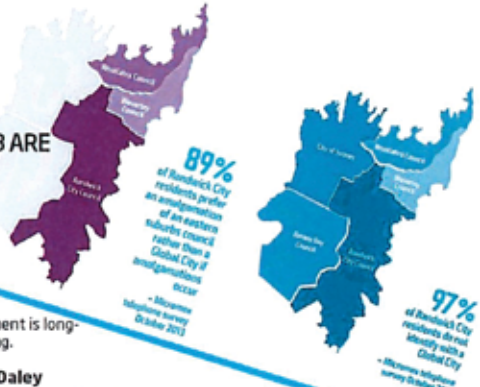 Woollahra Council
Waverley
Council
Randwick
City Council
B ARE
89%
of Randwick City
residents prefer
an amalgamation
of an eastern
suburbs council
rather than a
Global City if
amalgamations
occur
- Micromex
telephone survey
October 2013
City of Sydney
Woollahra Council
Waverley
Council
Botany Bay
Council
Randwick
City Council
97%
of Randwick City
residents do not
identify with a
Global City
- Micromex telephone
survey October
ent is long-
g.
Daley